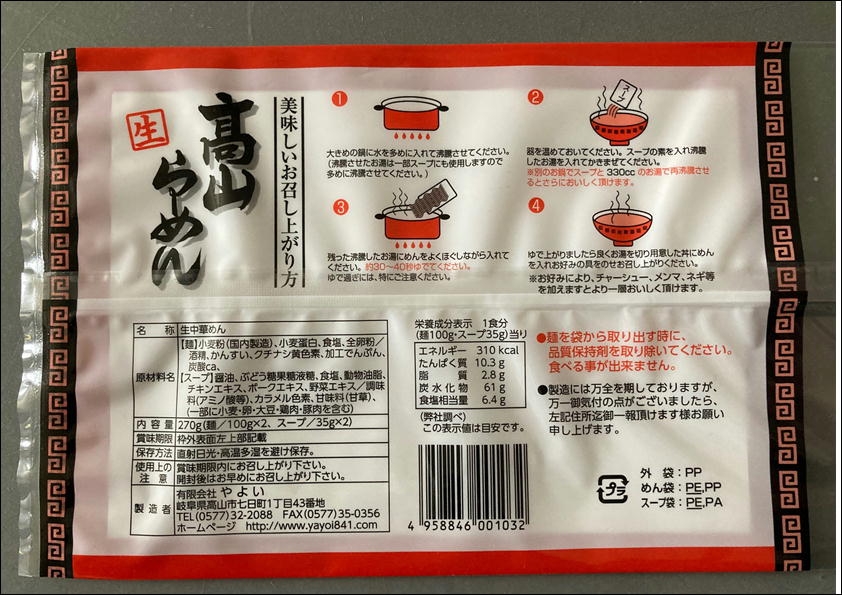 生
高山
らーめん
美味しいお召し上がり方
1
大きめの鍋に水を多めに入れて沸騰させてください。
(沸騰させたお湯は一部スープにも使用しますので
多めに沸騰させてください。)
2
スープ
器を温めておいてください。スープの素を入れ沸騰
したお湯を入れてかきまぜてください。
※別のお鍋でスープと 330cc のお湯で再沸騰させ
るとさらにおいしく頂けます。
3
残った沸騰したお湯にめんをよくほぐしながら入れて
ください。約30〜40秒ゆでてください。
ゆで過ぎには、特にご注意ください。
4
ゆで上がりましたら良くお湯を切り用意した丼にめん
を入れお好みの具をのせお召し上がりください。
※お好みにより、チャーシュー、メンマ、ネギ等
を加えますとより一層おいしく頂けます。
名 称 生中華めん
原材料名
【麺】小麦粉(国内製造)、小麦蛋白、食塩、全卵粉/
酒精、かんすい、クチナシ黄色素、加工でんぷん、
炭酸ca、
【スープ】醤油、ぶどう糖果糖液糖、食塩、動物油脂、
チキンエキス、ポークエキス、野菜エキス/調味
料(アミノ酸等)、カラメル色素、甘味料(甘草)、
(一部に小麦・卵・大豆・鶏肉・豚肉を含む)
内容量 270g(麺/100g×2、スープ/35g×2)
賞味期限 枠外表面左上部記載
保存方法 直射日光・高温多湿を避け保存。
使用上の注意
賞味期限内にお召し上がり下さい。
開封後はお早めにお召し上がり下さい。
製造者
有限会社 やよい
岐阜県高山市七日町1丁目43番地
TEL(0577)32-2088 FAX(0577)35-0356
ホームページ http://www.yayoi841.com
栄養成分表示 1食分
(麺100g・スープ35g)当り
エネルギー 310 kcal
たんぱく質 10.3 g
脂質 2.8 g
炭水化物 61 g
食塩相当量 6.4 g
(弊社調べ)
この表示値は目安です。
4 958846 001032
●麺を袋から取り出す時に、
品質保持剤を取り除いてください。
食べる事が出来ません。
●製造には万全を期しておりますが、
万一御気付の点がございましたら、
左記住所迄御一報頂けます様お願い
申し上げます。
プラ
外袋:PP
めん袋:PE,PP
スープ袋:PE,PA